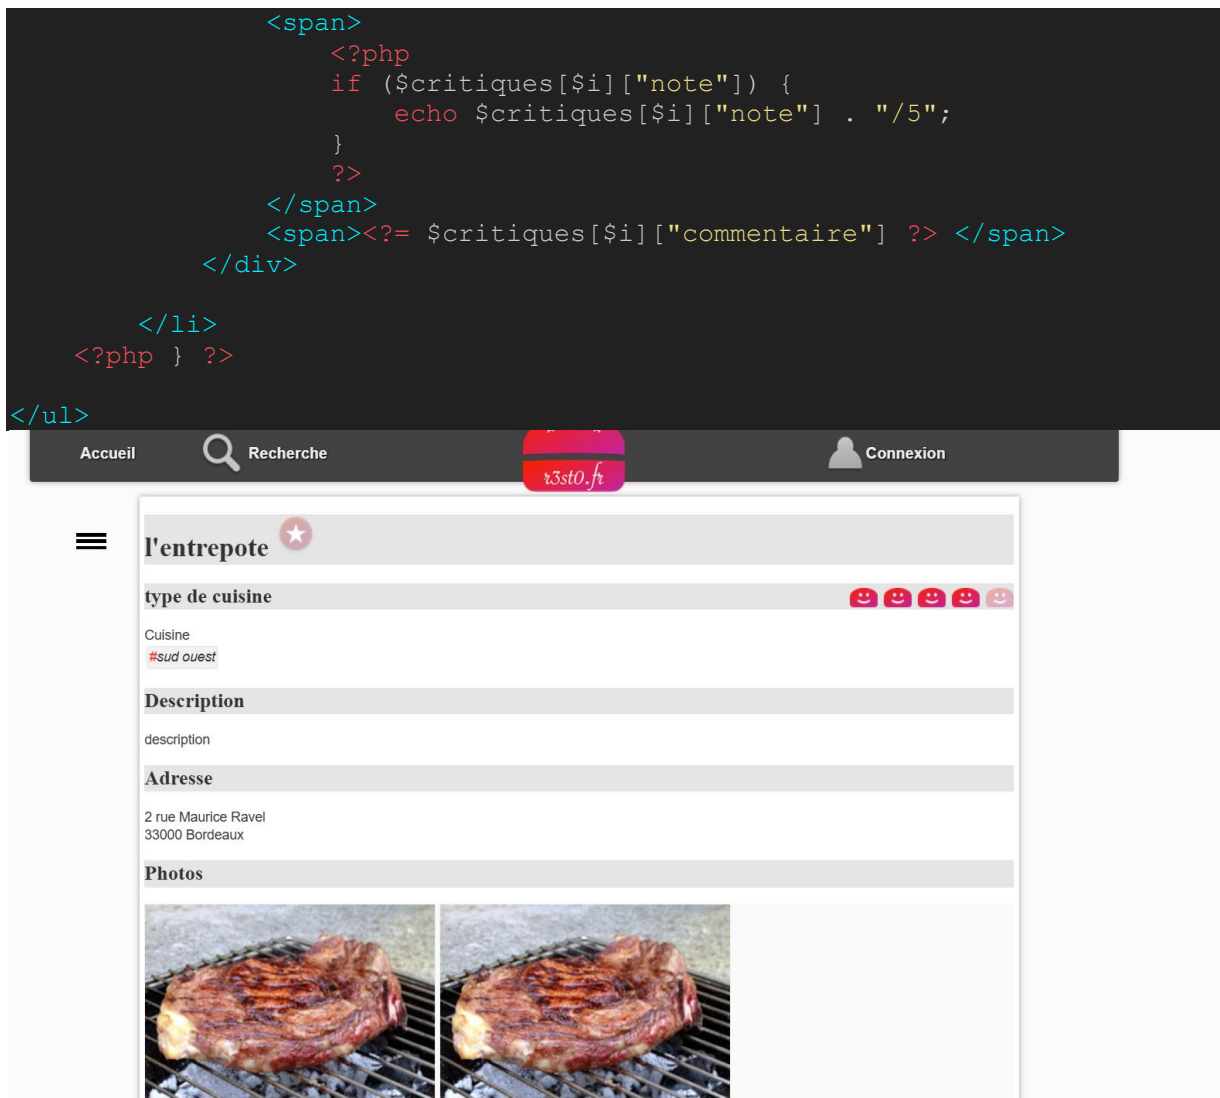 <span>
<?php
if ($critiques[$i]["note"]) {
echo $critiques[$i]["note"] . "/5";
}
?>
</span>
<span><?= $critiques[$i]["commentaire"] ?> </span>
</div>
</li>
<?php } ?>
</ul>
Accueil
Recherche
r3st0.fr
Connexion
l'entrepote
type de cuisine
Cuisine
#sud ouest
Description
description
Adresse
2 rue Maurice Ravel
33000 Bordeaux
Photos